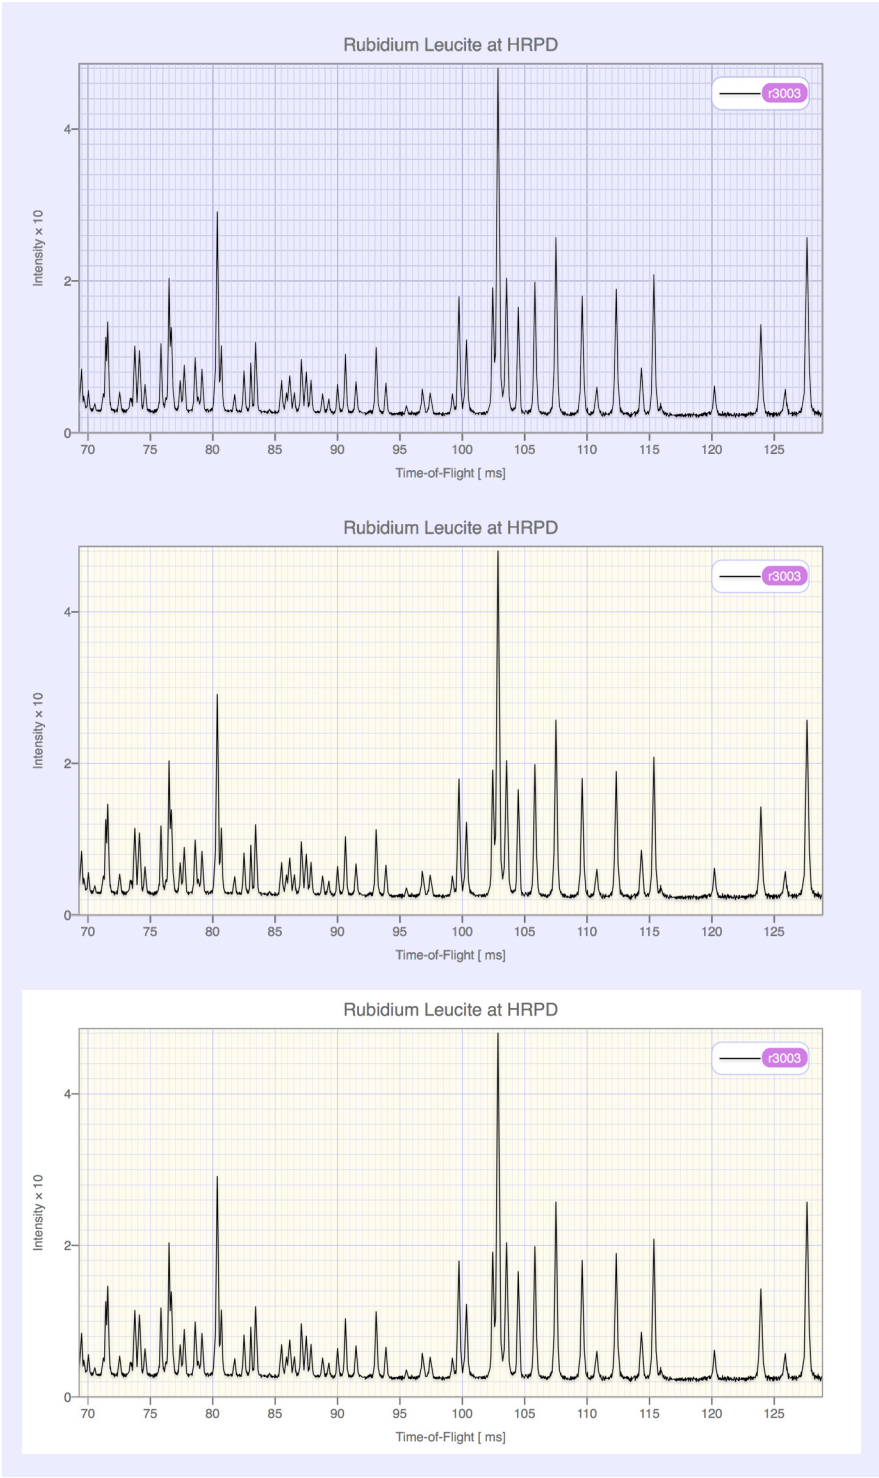 Rubidium Leucite at HRPD
r3003
4
Intensity × 10
2
0
70 75 80 85 90 95 100 105 110 115 120 125
Time-of-Flight [ ms]
Rubidium Leucite at HRPD
r3003
4
Intensity × 10
2
0
70 75 80 85 90 95 100 105 110 115 120 125
Time-of-Flight [ ms]
Rubidium Leucite at HRPD
r3003
4
Intensity × 10
2
0
70 75 80 85 90 95 100 105 110 115 120 125
Time-of-Flight [ ms]